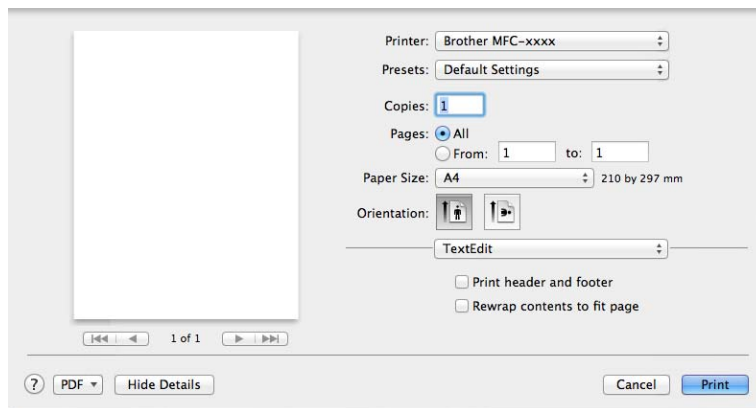 Printer: Brother MFC-xxxx
Presets: Default Settings
Copies: 1
Pages: All
From: 1 to: 1
Paper Size: A4 210 by 297 mm
Orientation:
TextEdit
Print header and footer
Rewrap contents to fit page
1 of 1
? PDF Hide Details Cancel Print